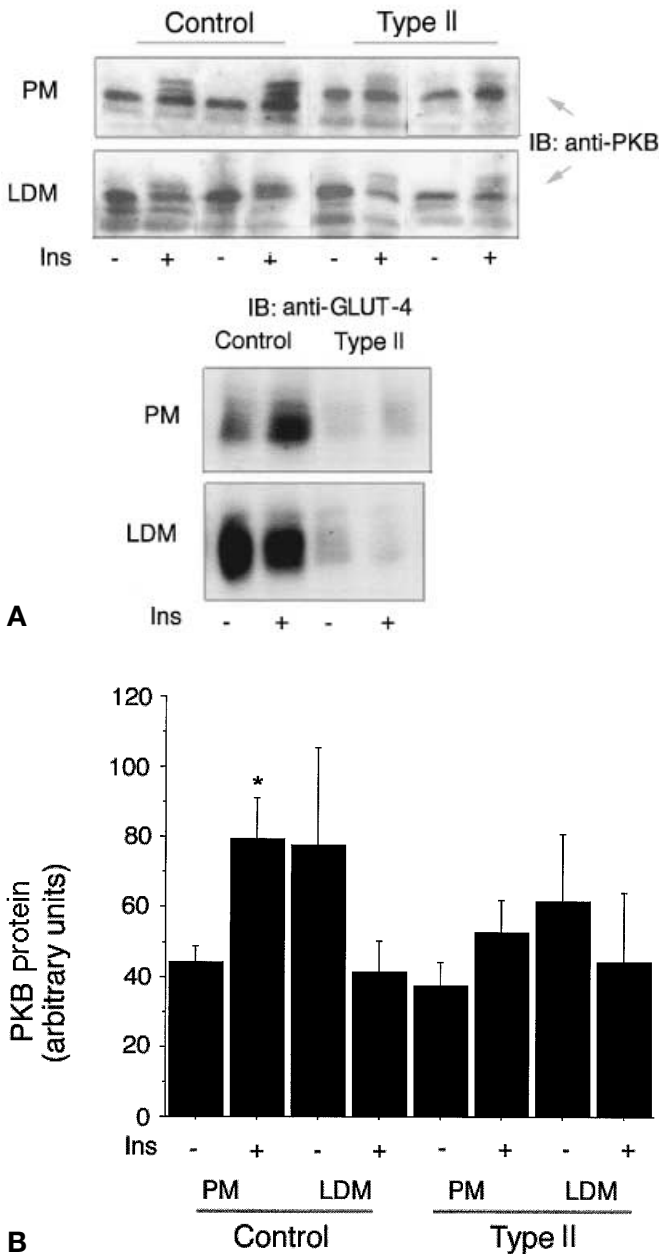 Control Type II
PM
IB: anti-PKB
LDM
Ins - + - + - + - +
IB: anti-GLUT-4
Control Type II
PM
LDM
Ins - + - +
A
120
100
80
60
40
20
0
PKB protein
(arbitrary units)
*
Ins - + - + - + - +
PM LDM PM LDM
Control Type II
B